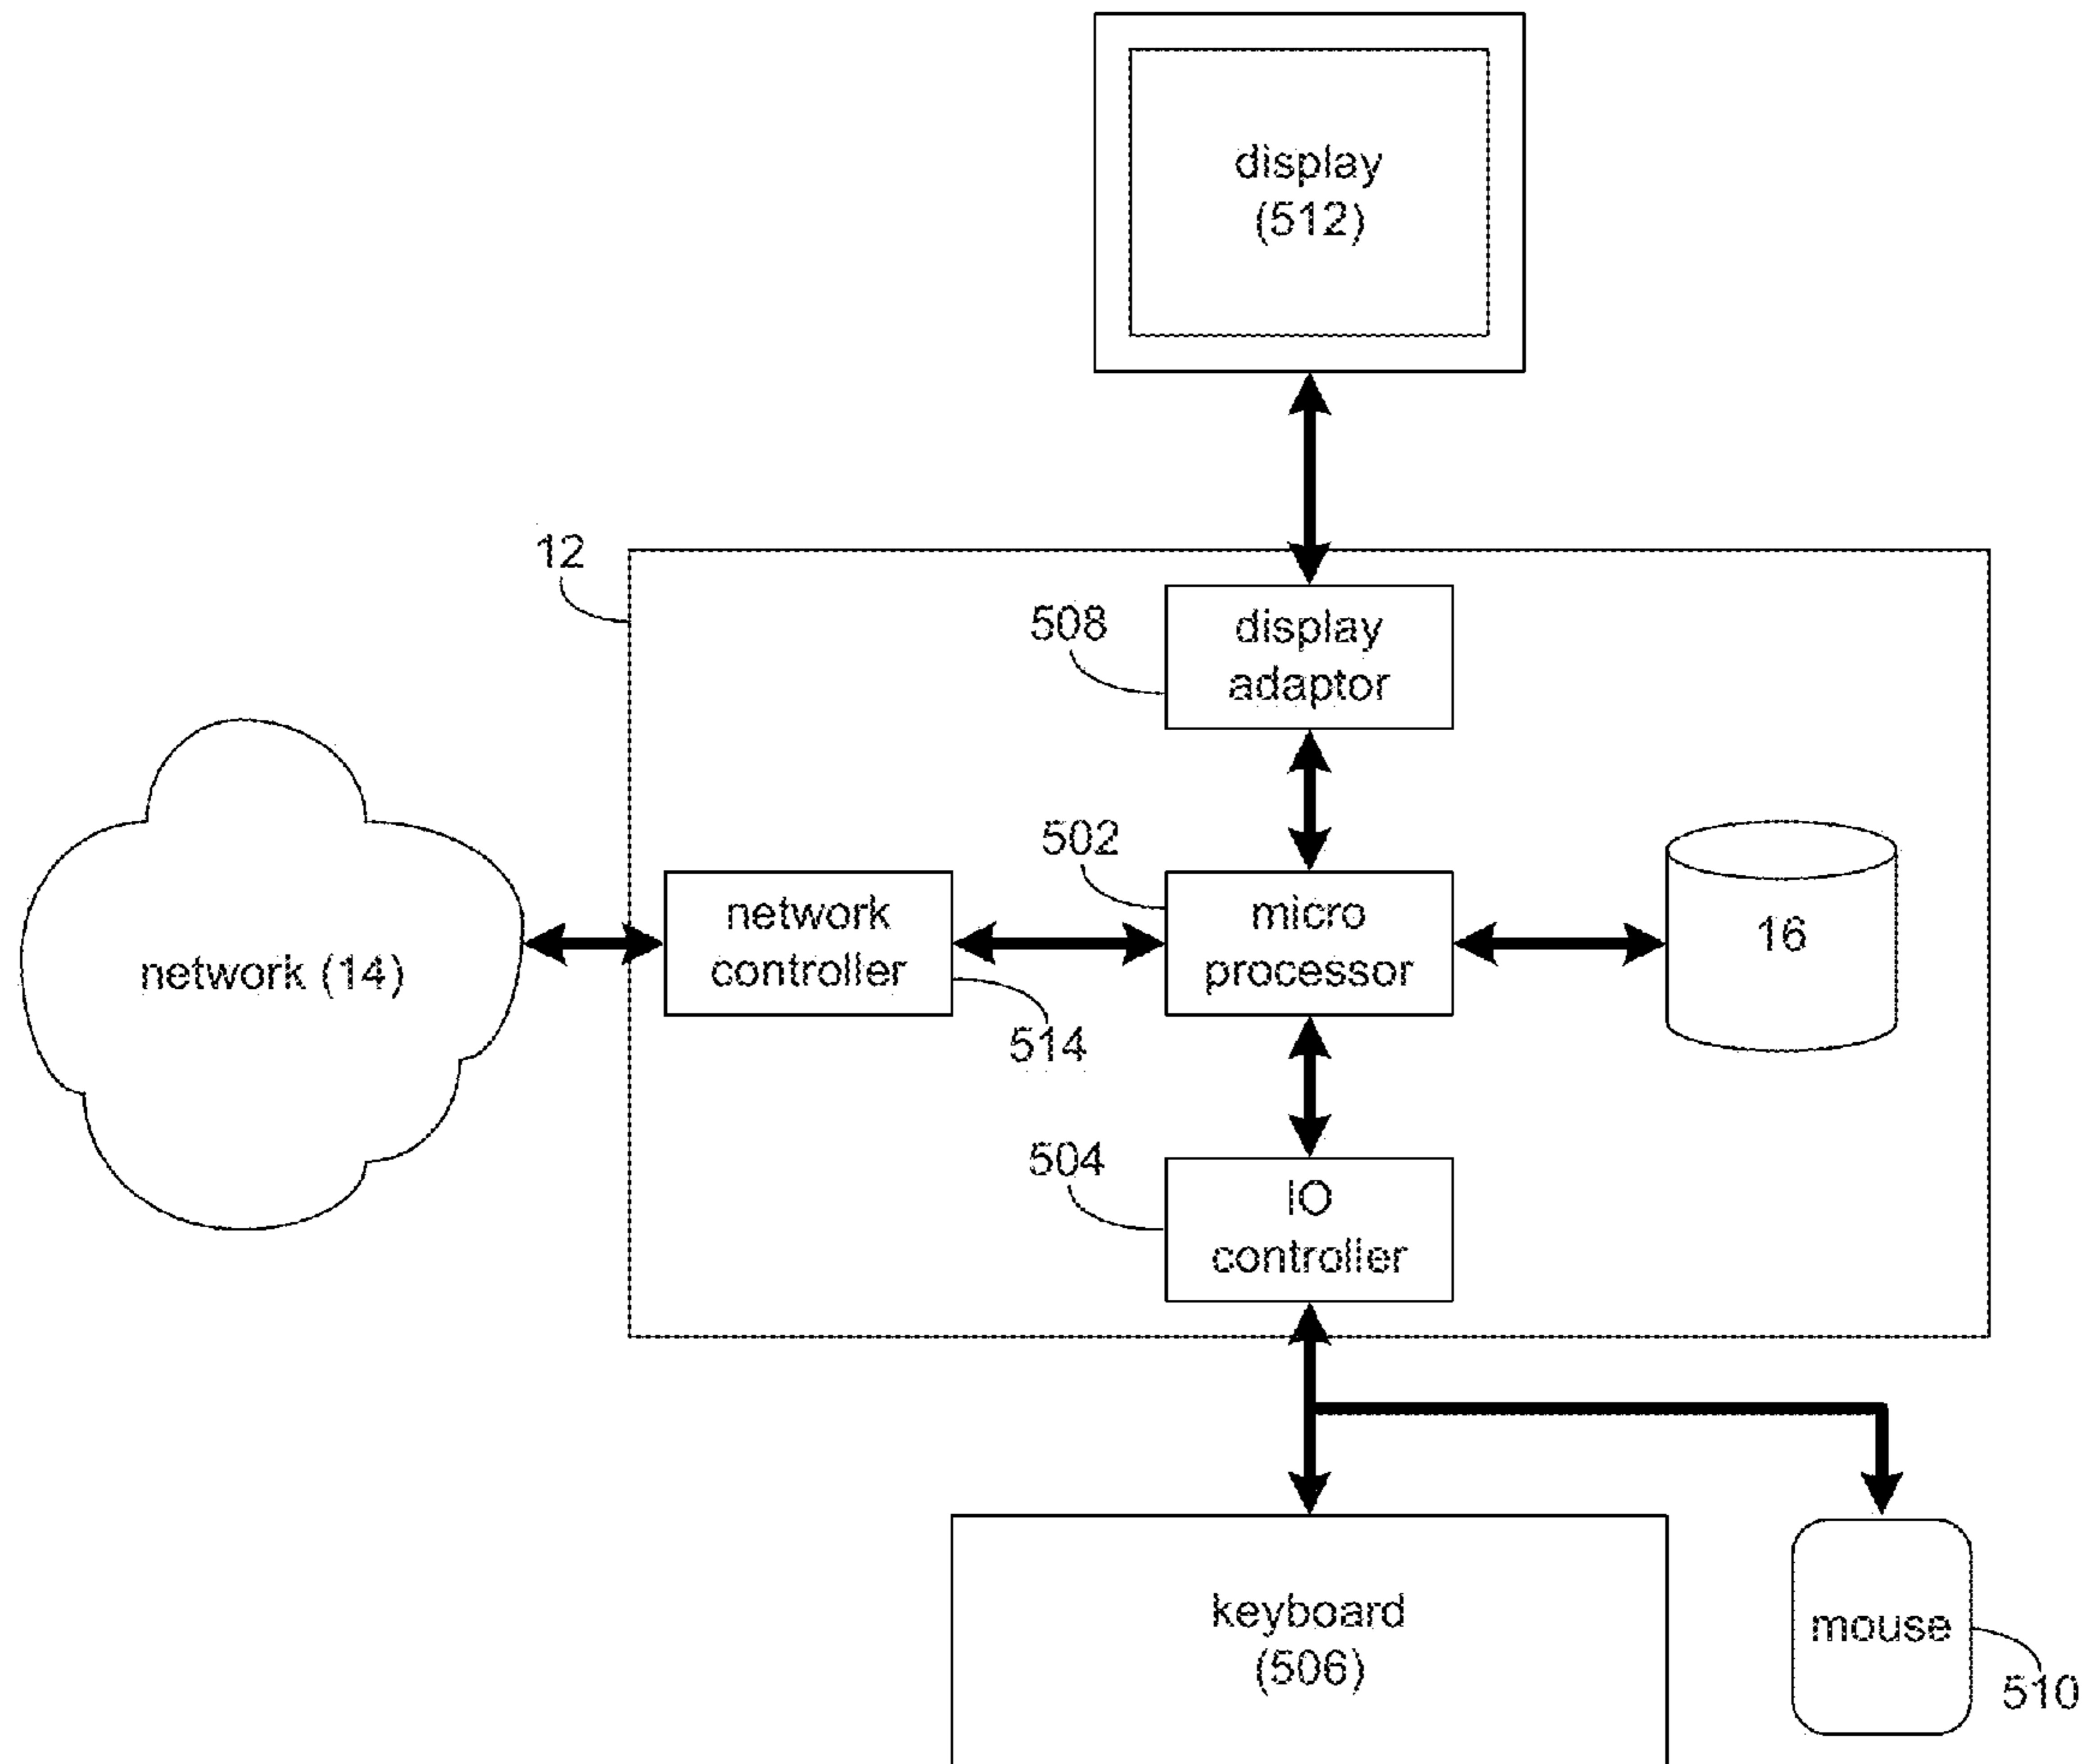 display
(512)
12
508
display
adaptor
502
network
controller
micro
processor
16
network (14)
514
504
IO
controller
keyboard
(506)
mouse
510